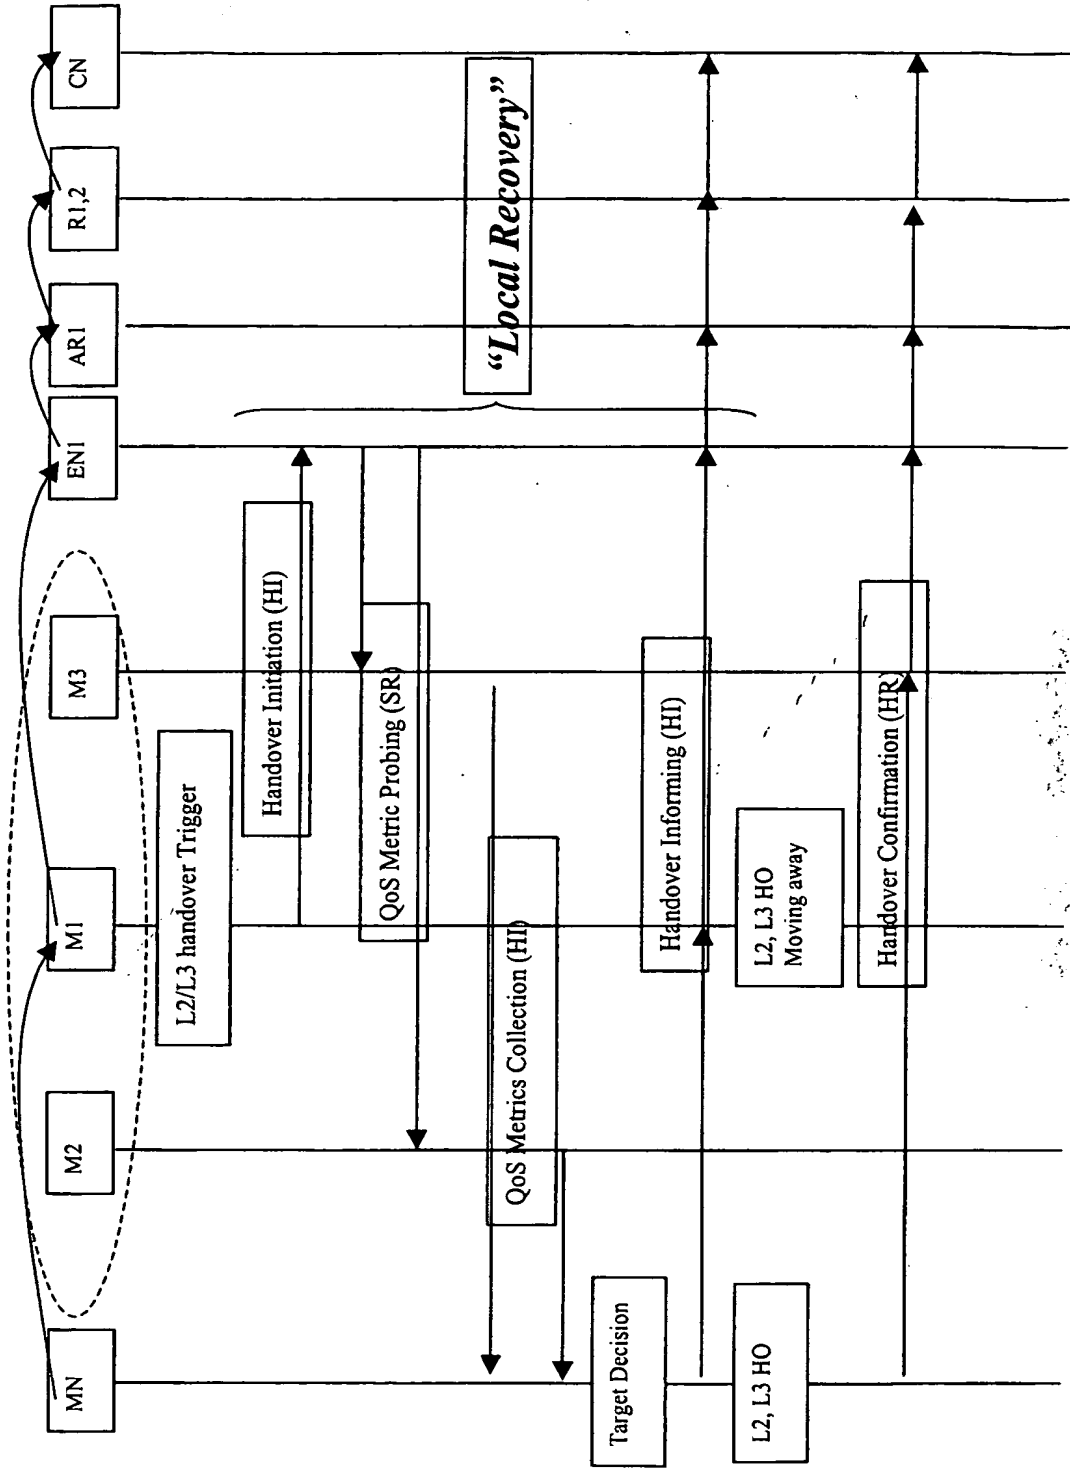 MN
M2
M1
M3
EN1
AR1
R1,2
CN
L2/L3 handover Trigger
Handover Initiation (HI)
QoS Metric Probing (SR)
“Local Recovery”
QoS Metrics Collection (HI)
Target Decision
Handover Informing (HI)
L2, L3 HO
L2, L3 HO
Moving away
Handover Confirmation (HR)